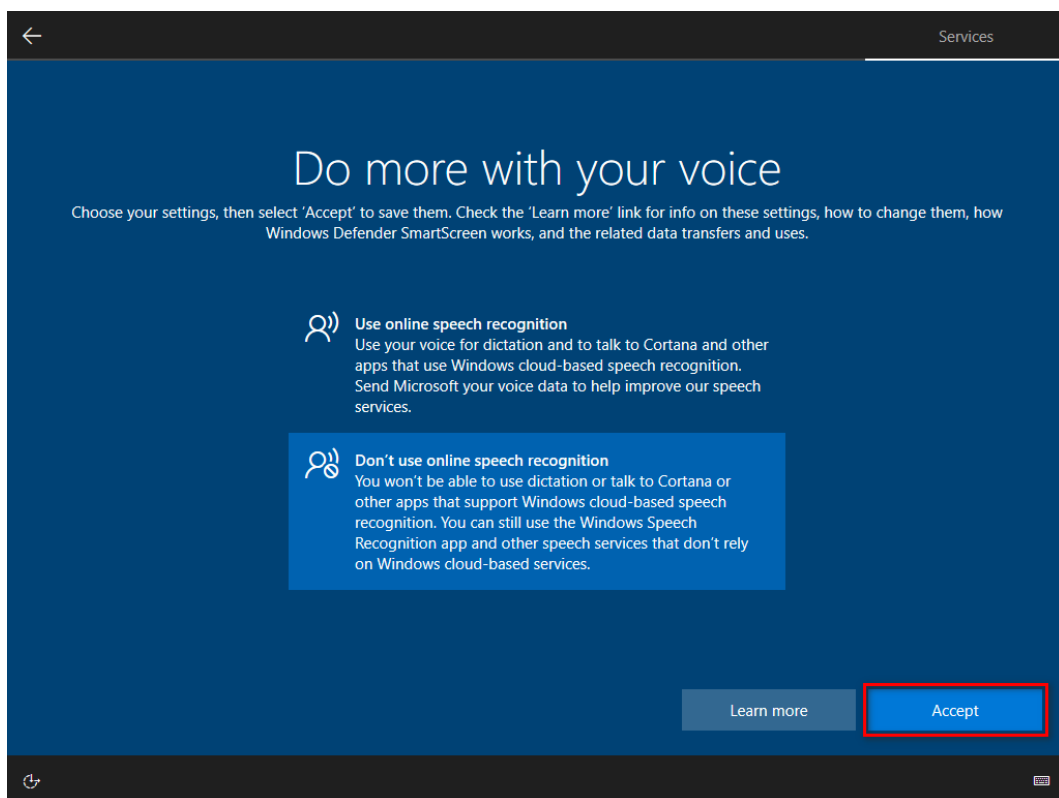 Services
Do more with your voice
Choose your settings, then select ‘Accept’ to save them. Check the ‘Learn more’ link for info on these settings, how to change them, how
Windows Defender SmartScreen works, and the related data transfers and uses.
Use online speech recognition
Use your voice for dictation and to talk to Cortana and other
apps that use Windows cloud-based speech recognition.
Send Microsoft your voice data to help improve our speech
services.
Don’t use online speech recognition
You won’t be able to use dictation or talk to Cortana or
other apps that support Windows cloud-based speech
recognition. You can still use the Windows Speech
Recognition app and other speech services that don’t rely
on Windows cloud-based services.
Learn more
Accept